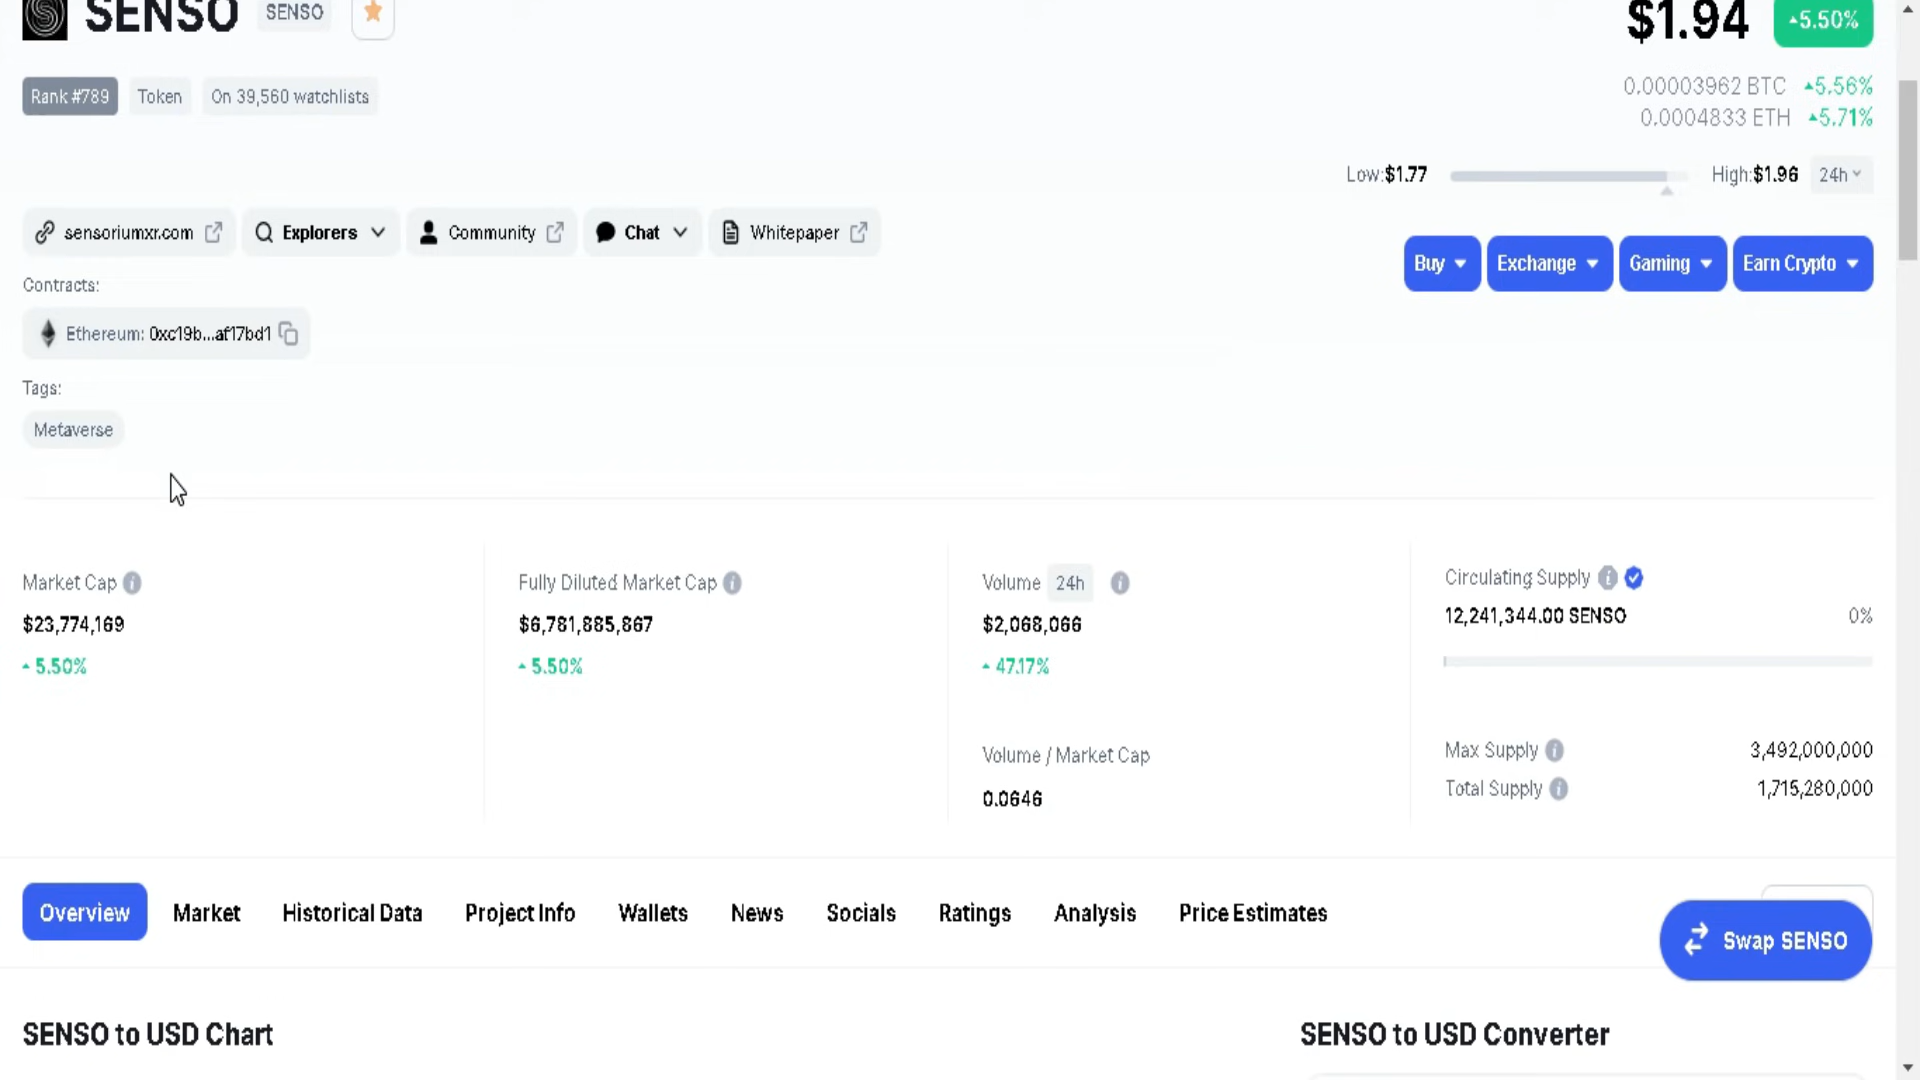 SENSO SENSO
$1.94 5.50%
Rank #789 Token On 39,560 watchlists
0.00003962 BTC 5.56%
0.0004833 ETH 5.71%
Low:$1.77 High:$1.96 24h
sensoriumxr.com Explorers Community Chat Whitepaper
Buy Exchange Gaming Earn Crypto
Contracts:
Ethereum: 0xc19b...af17bd1
Tags:
Metaverse
Market Cap
$23,774,169
5.50%
Fully Diluted Market Cap
$6,781,885,867
5.50%
Volume 24h
$2,068,066
47.17%
Volume / Market Cap
0.0646
Circulating Supply
12,241,344.00 SENSO 0%
Max Supply 3,492,000,000
Total Supply 1,715,280,000
Overview Market Historical Data Project Info Wallets News Socials Ratings Analysis Price Estimates
Swap SENSO
SENSO to USD Chart
SENSO to USD Converter